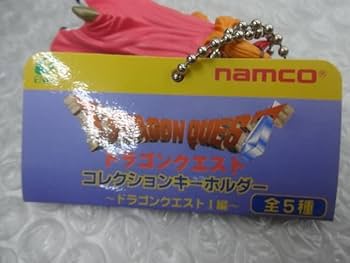 namco®
DRAGON QUEST
ドラゴンクエスト
コレクションキーホルダー
～ドラゴンクエストⅠ編～
全5種